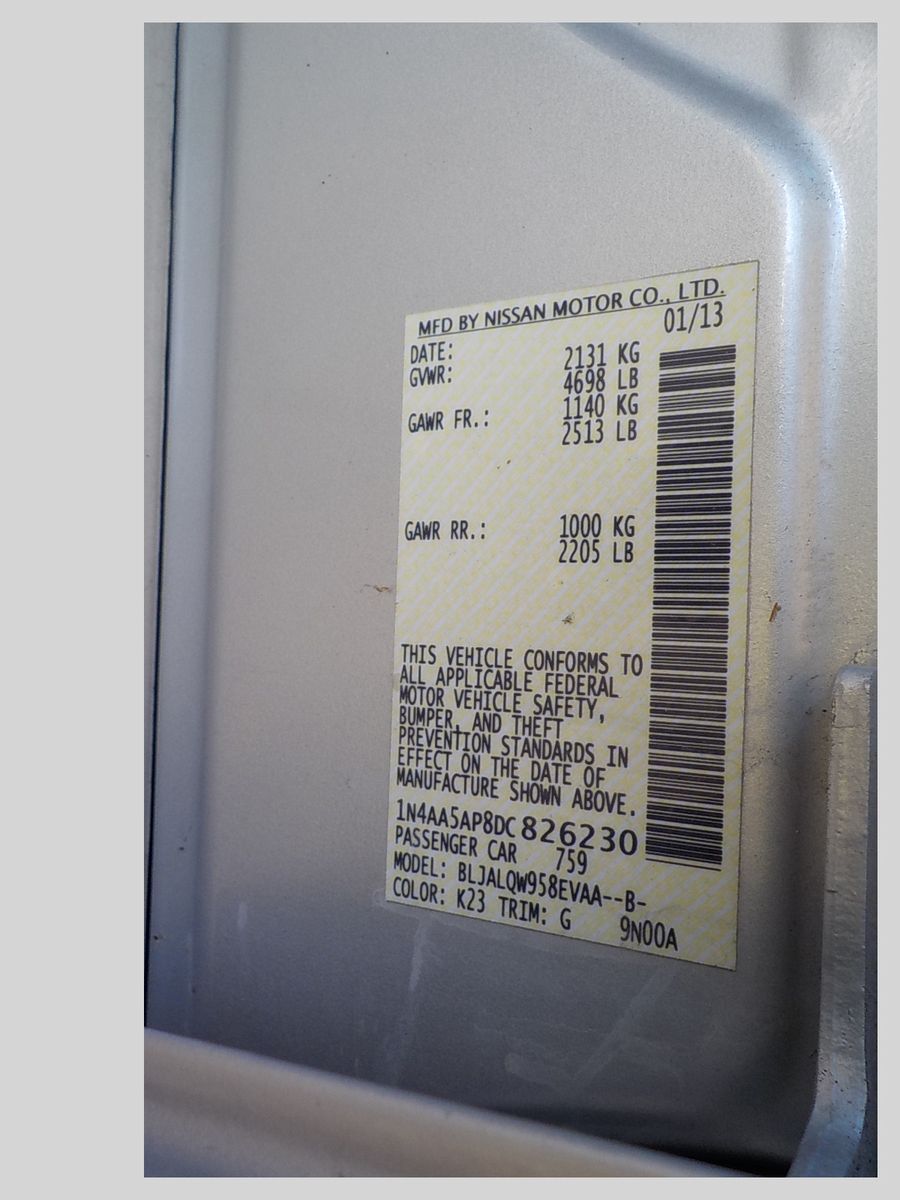 MFD BY NISSAN MOTOR CO., LTD.
DATE: 01/13
GVWR: 2131 KG
4698 LB
GAWR FR.: 1140 KG
2513 LB
GAWR RR.: 1000 KG
2205 LB
THIS VEHICLE CONFORMS TO
ALL APPLICABLE FEDERAL
MOTOR VEHICLE SAFETY,
BUMPER, AND THEFT
PREVENTION STANDARDS IN
EFFECT ON THE DATE OF
MANUFACTURE SHOWN ABOVE.
1N4AA5AP8DC826230
PASSENGER CAR 759
MODEL: BLJALQW958EVAA--B-
COLOR: K23 TRIM: G 9N00A